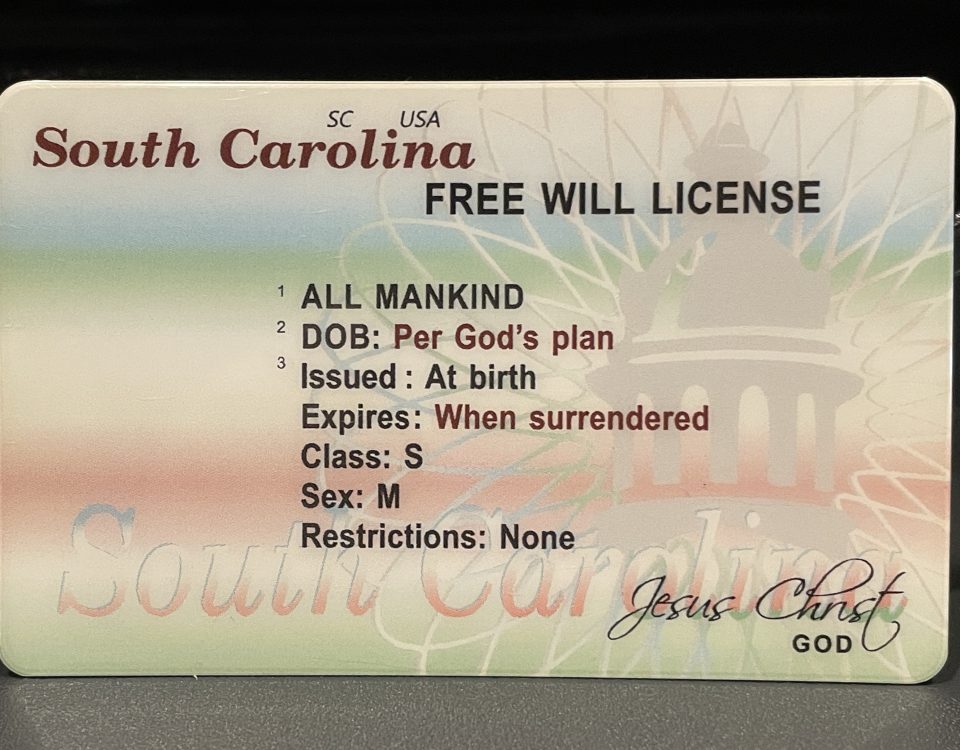 SC USA
South Carolina
FREE WILL LICENSE
1 ALL MANKIND
2 DOB: Per God's plan
3 Issued : At birth
Expires: When surrendered
Class: S
Sex: M
Restrictions: None
South Carolina
Jesus Christ
GOD